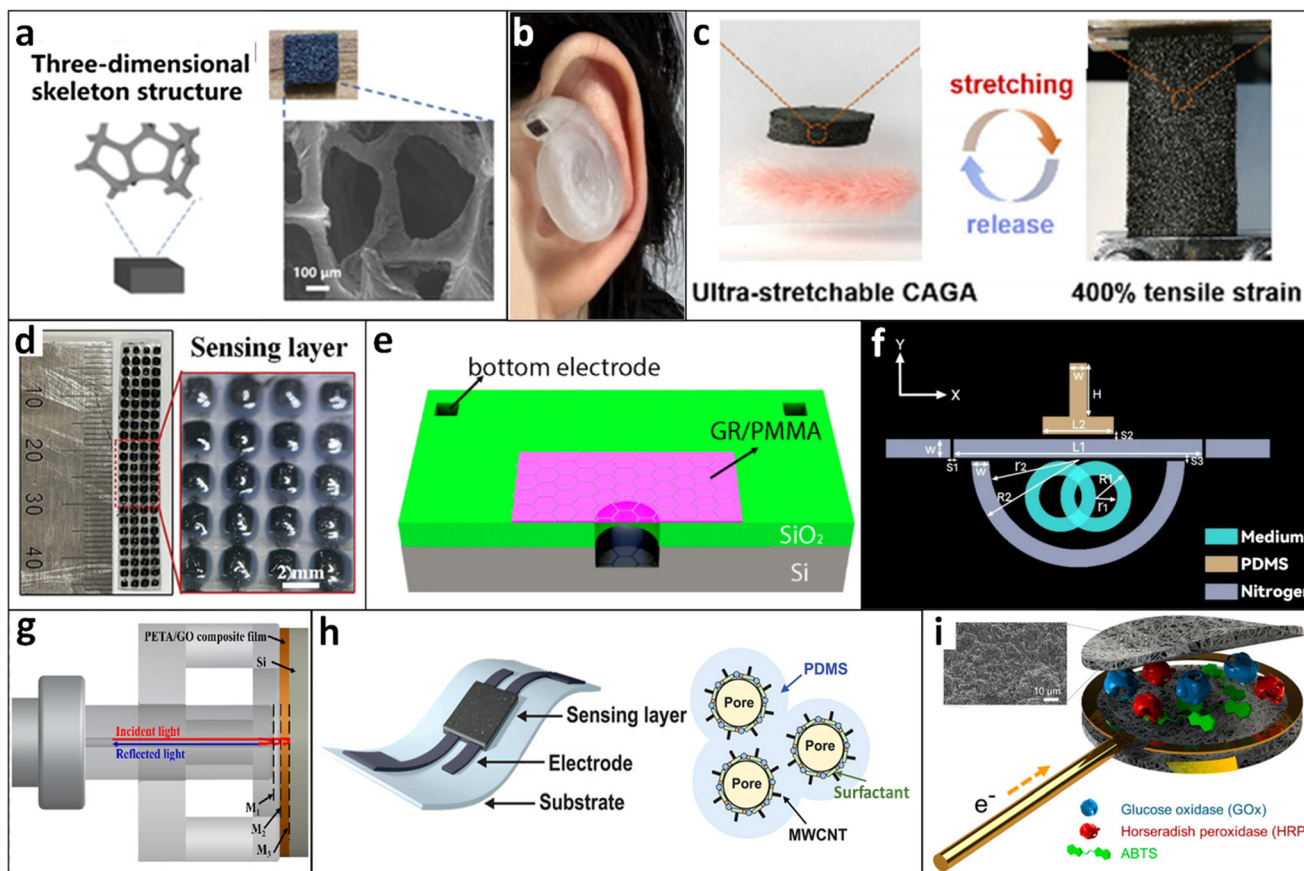 a
Three-dimensional
skeleton structure
100 μm
b
c
stretching
release
Ultra-stretchable CAGA
400% tensile strain
d
Sensing layer
10
20
30
40
2 mm
e
bottom electrode
GR/PMMA
SiO₂
Si
f
Y
X
W
H
L2
S2
W
L1
S1
S3
W
r2
R2
R1
r1
Medium
PDMS
Nitrogen
g
PETA/GO composite film
Si
Incident light
Reflected light
M₁
M₂
M₃
h
Sensing layer
Electrode
Substrate
PDMS
Pore
Pore
Pore
Surfactant
MWCNT
i
10 μm
e⁻
Glucose oxidase (GOx)
Horseradish peroxidase (HRP
ABTS